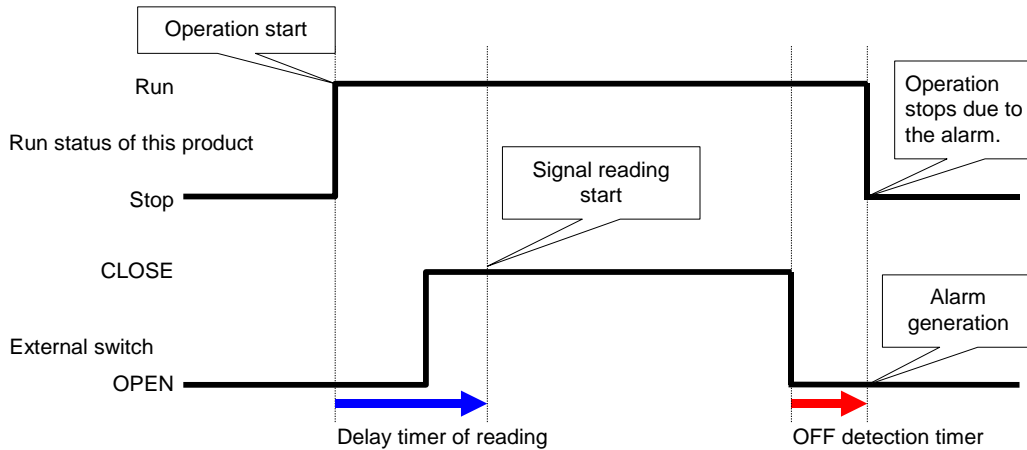 Operation start
Run
Operation
stops due to
the alarm.
Run status of this product
Signal reading
start
Stop
CLOSE
Alarm
generation
External switch
OPEN
Delay timer of reading
OFF detection timer